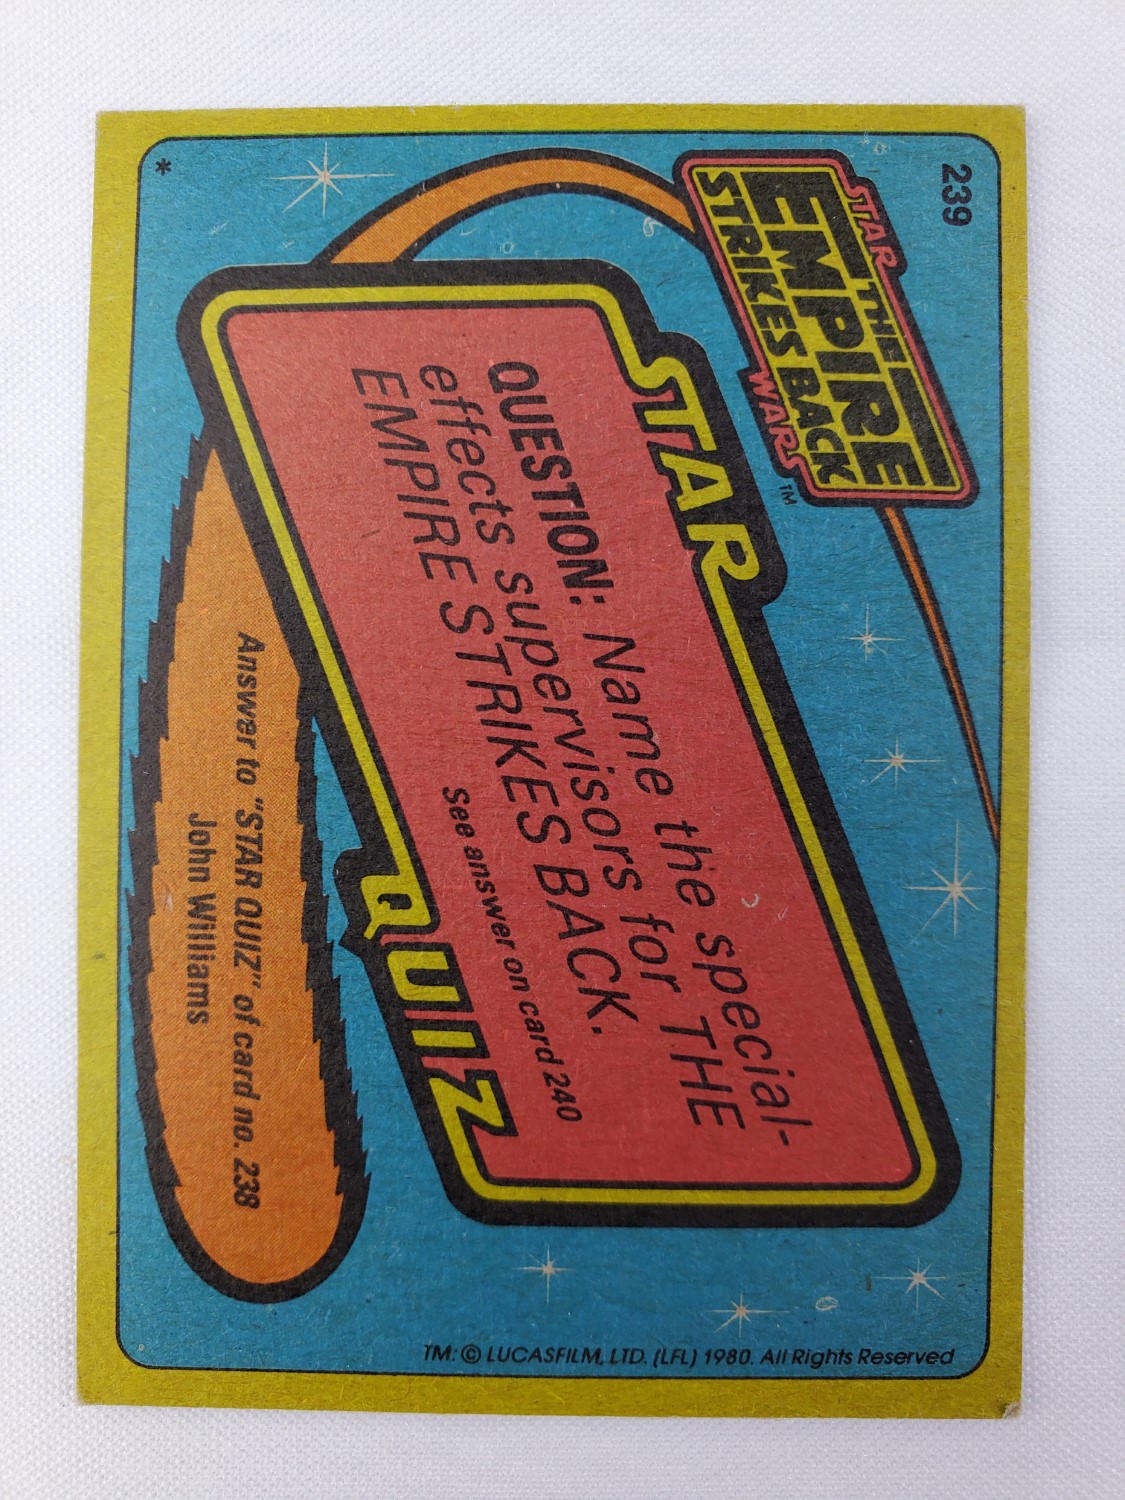 239
STAR
THE
EMPIRE
STRIKES BACK
WARS™
STAR
QUESTION: Name the special-
effects supervisors for THE
EMPIRE STRIKES BACK.
See answer on card 240
QUIZ
Answer to "STAR QUIZ" of card no. 238
John Williams
*
TM: © LUCASFILM, LTD. (LFL) 1980. All Rights Reserved